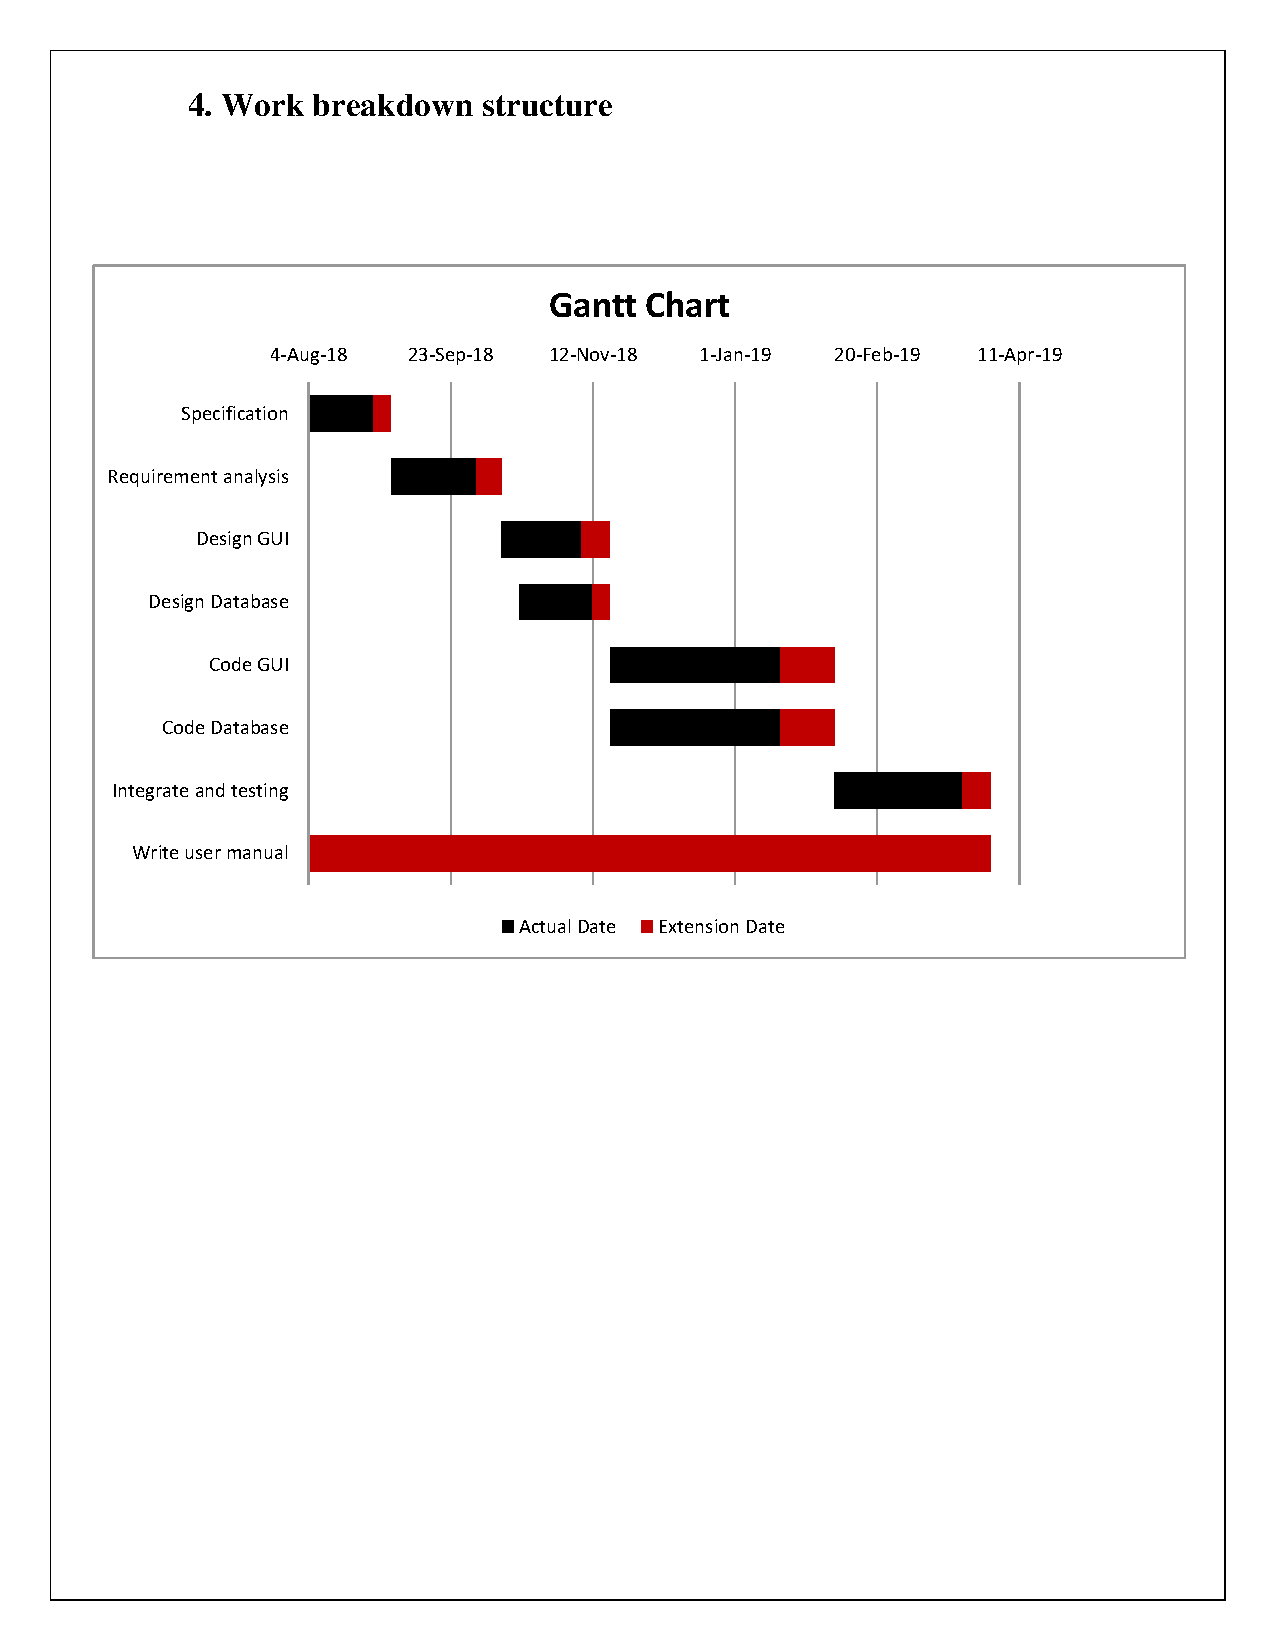 4. Work breakdown structure
Gantt Chart
4-Aug-18 23-Sep-18 12-Nov-18 1-Jan-19 20-Feb-19 11-Apr-19
Specification
Requirement analysis
Design GUI
Design Database
Code GUI
Code Database
Integrate and testing
Write user manual
Actual Date Extension Date